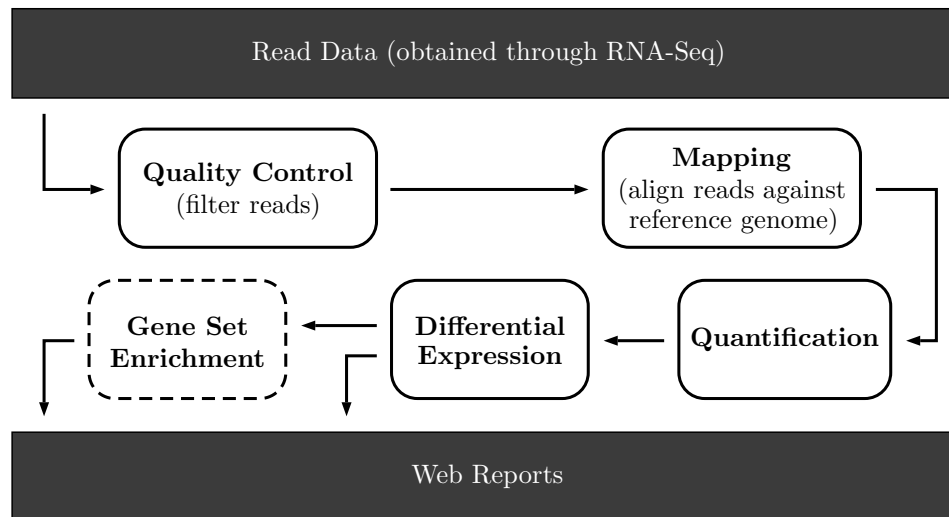 Read Data (obtained through RNA-Seq)
Quality Control
(filter reads)
Mapping
(align reads against
reference genome)
Gene Set
Enrichment
Differential
Expression
Quantification
Web Reports